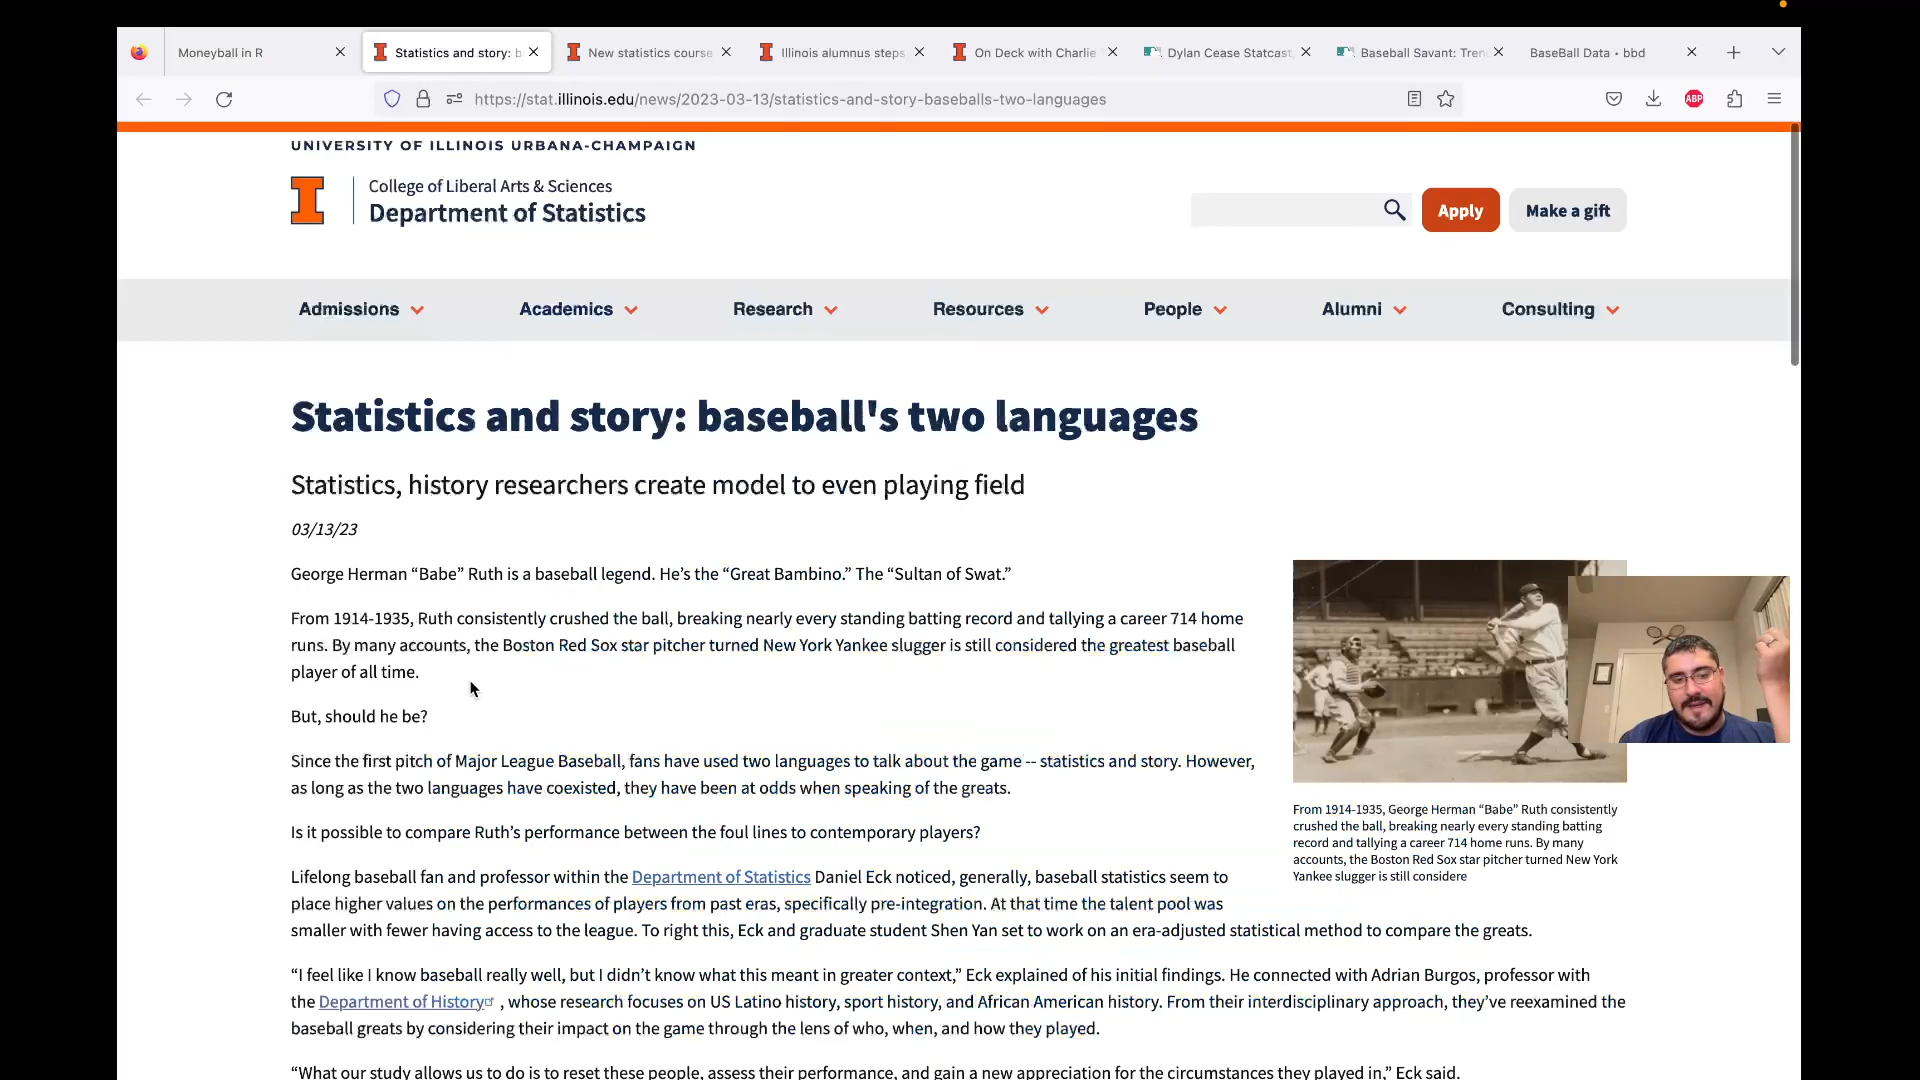 Moneyball in R
Statistics and story: b
New statistics course
Illinois alumnus steps
On Deck with Charlie
Dylan Cease Statcast,
Baseball Savant: Tren
BaseBall Data • bbd
https://stat.illinois.edu/news/2023-03-13/statistics-and-story-baseballs-two-languages
ABP
UNIVERSITY OF ILLINOIS URBANA-CHAMPAIGN
College of Liberal Arts & Sciences
Department of Statistics
Apply
Make a gift
Admissions
Academics
Research
Resources
People
Alumni
Consulting
Statistics and story: baseball's two languages
Statistics, history researchers create model to even playing field
03/13/23
George Herman “Babe” Ruth is a baseball legend. He’s the “Great Bambino.” The “Sultan of Swat.”
From 1914-1935, Ruth consistently crushed the ball, breaking nearly every standing batting record and tallying a career 714 home
runs. By many accounts, the Boston Red Sox star pitcher turned New York Yankee slugger is still considered the greatest baseball
player of all time.
But, should he be?
Since the first pitch of Major League Baseball, fans have used two languages to talk about the game -- statistics and story. However,
as long as the two languages have coexisted, they have been at odds when speaking of the greats.
Is it possible to compare Ruth’s performance between the foul lines to contemporary players?
From 1914-1935, George Herman “Babe” Ruth consistently
crushed the ball, breaking nearly every standing batting
record and tallying a career 714 home runs. By many
accounts, the Boston Red Sox star pitcher turned New York
Yankee slugger is still considere
Lifelong baseball fan and professor within the Department of Statistics Daniel Eck noticed, generally, baseball statistics seem to
place higher values on the performances of players from past eras, specifically pre-integration. At that time the talent pool was
smaller with fewer having access to the league. To right this, Eck and graduate student Shen Yan set to work on an era-adjusted statistical method to compare the greats.
“I feel like I know baseball really well, but I didn’t know what this meant in greater context,” Eck explained of his initial findings. He connected with Adrian Burgos, professor with
the Department of History , whose research focuses on US Latino history, sport history, and African American history. From their interdisciplinary approach, they’ve reexamined the
baseball greats by considering their impact on the game through the lens of who, when, and how they played.
“What our study allows us to do is to reset these people, assess their performance, and gain a new appreciation for the circumstances they played in,” Eck said.